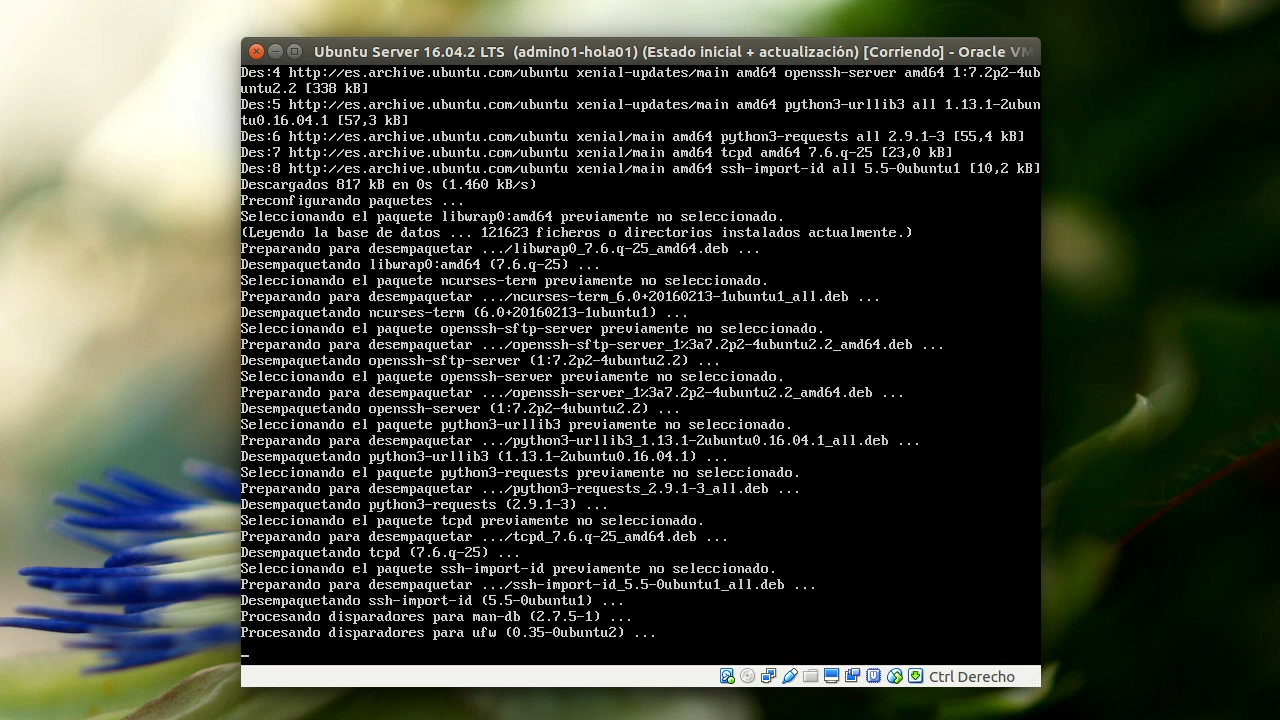 Ubuntu Server 16.04.2 LTS (admin01-hola01) (Estado inicial + actualización) [Corriendo] - Oracle VM
Des:4 http://es.archive.ubuntu.com/ubuntu xenial-updates/main amd64 openssh-server amd64 1:7.2p2-4ub
untu2.2 [338 kB]
Des:5 http://es.archive.ubuntu.com/ubuntu xenial-updates/main amd64 python3-urllib3 all 1.13.1-2ubun
tu0.16.04.1 [57,3 kB]
Des:6 http://es.archive.ubuntu.com/ubuntu xenial/main amd64 python3-requests all 2.9.1-3 [55,4 kB]
Des:7 http://es.archive.ubuntu.com/ubuntu xenial/main amd64 tcpd amd64 7.6.q-25 [23,0 kB]
Des:8 http://es.archive.ubuntu.com/ubuntu xenial/main amd64 ssh-import-id all 5.5-0ubuntu1 [10,2 kB]
Descargados 817 kB en 0s (1.460 kB/s)
Preconfigurando paquetes ...
Seleccionando el paquete libwrap0:amd64 previamente no seleccionado.
(Leyendo la base de datos ... 121623 ficheros o directorios instalados actualmente.)
Preparando para desempaquetar .../libwrap0_7.6.q-25_amd64.deb ...
Desempaquetando libwrap0:amd64 (7.6.q-25) ...
Seleccionando el paquete ncurses-term previamente no seleccionado.
Preparando para desempaquetar .../ncurses-term_6.0+20160213-1ubuntu1_all.deb ...
Desempaquetando ncurses-term (6.0+20160213-1ubuntu1) ...
Seleccionando el paquete openssh-sftp-server previamente no seleccionado.
Preparando para desempaquetar .../openssh-sftp-server_1%3a7.2p2-4ubuntu2.2_amd64.deb ...
Desempaquetando openssh-sftp-server (1:7.2p2-4ubuntu2.2) ...
Seleccionando el paquete openssh-server previamente no seleccionado.
Preparando para desempaquetar .../openssh-server_1%3a7.2p2-4ubuntu2.2_amd64.deb ...
Desempaquetando openssh-server (1:7.2p2-4ubuntu2.2) ...
Seleccionando el paquete python3-urllib3 previamente no seleccionado.
Preparando para desempaquetar .../python3-urllib3_1.13.1-2ubuntu0.16.04.1_all.deb ...
Desempaquetando python3-urllib3 (1.13.1-2ubuntu0.16.04.1) ...
Seleccionando el paquete python3-requests previamente no seleccionado.
Preparando para desempaquetar .../python3-requests_2.9.1-3_all.deb ...
Desempaquetando python3-requests (2.9.1-3) ...
Seleccionando el paquete tcpd previamente no seleccionado.
Preparando para desempaquetar .../tcpd_7.6.q-25_amd64.deb ...
Desempaquetando tcpd (7.6.q-25) ...
Seleccionando el paquete ssh-import-id previamente no seleccionado.
Preparando para desempaquetar .../ssh-import-id_5.5-0ubuntu1_all.deb ...
Desempaquetando ssh-import-id (5.5-0ubuntu1) ...
Procesando disparadores para man-db (2.7.5-1) ...
Procesando disparadores para ufw (0.35-0ubuntu2) ...
Ctrl Derecho